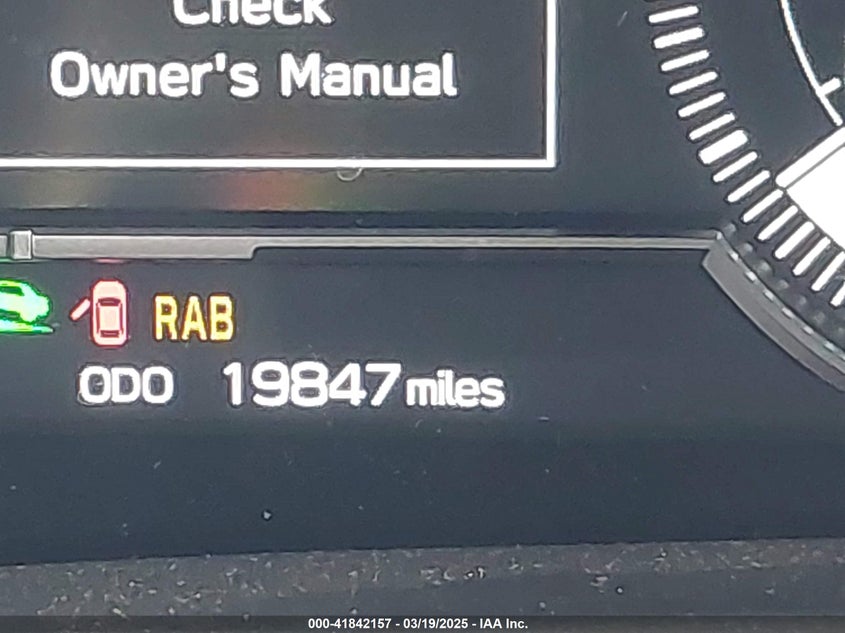 Check
Owner's Manual
RAB
ODO 19847 miles
000-41842157 - 03/19/2025 - IAA Inc.